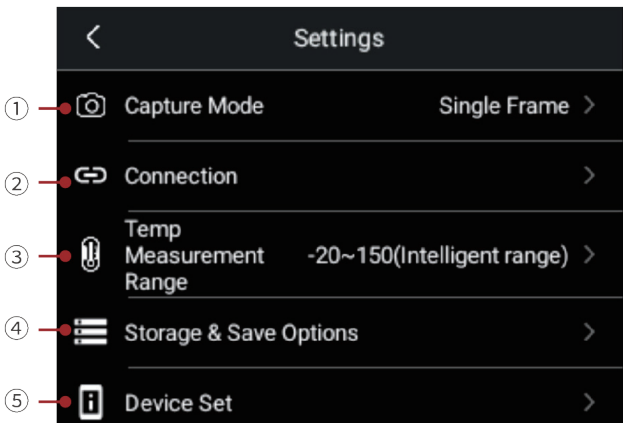 Settings
① Capture Mode Single Frame
② Connection
③ Temp
Measurement -20~150(Intelligent range)
Range
④ Storage & Save Options
⑤ Device Set